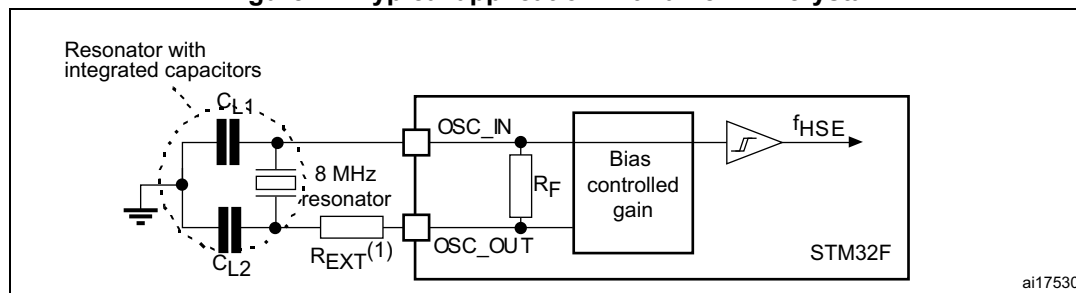 Resonator with
integrated capacitors
CL1
OSC_IN
fHSE
8 MHz
resonator
RF
Bias
controlled
gain
REXT(1)
OSC_OUT
CL2
STM32F
ai17530